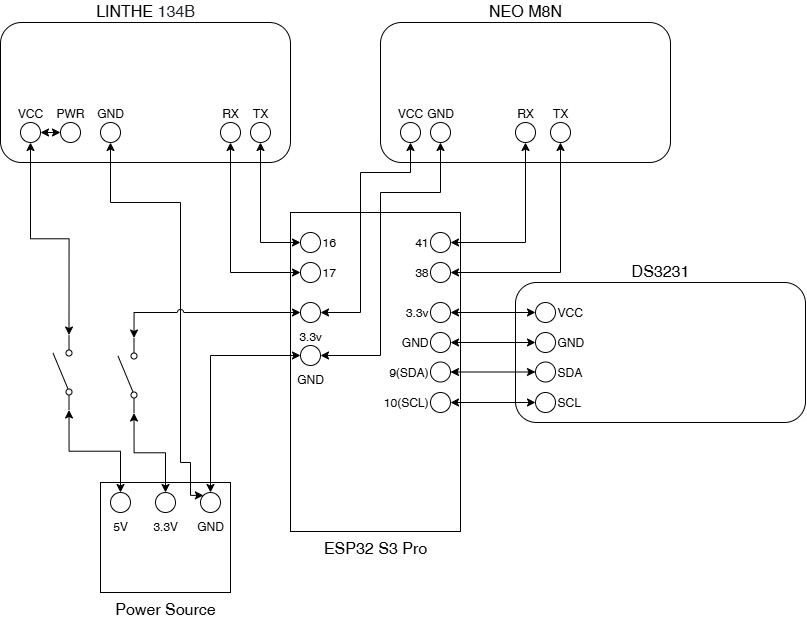 LINTHE 134B
NEO M8N
VCC PWR GND RX TX
VCC GND RX TX
16
17
3.3v
GND
41
38
3.3v
GND
9(SDA)
10(SCL)
ESP32 S3 Pro
DS3231
VCC
GND
SDA
SCL
5V 3.3V GND
Power Source